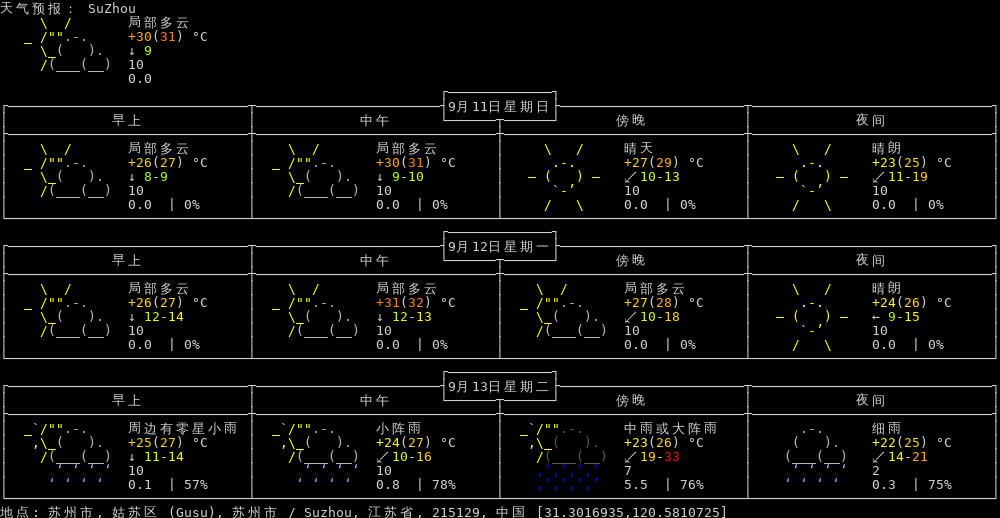 天气预报： SuZhou
局部多云
+30(31) °C
↓ 9
10
0.0
9月11日星期日
早上 中午 傍晚 夜间
局部多云 局部多云 晴天 晴朗
+26(27) °C +30(31) °C +27(29) °C +23(25) °C
↓ 8-9 ↓ 9-10 ↙ 10-13 ↙ 11-19
10 10 10 10
0.0 | 0% 0.0 | 0% 0.0 | 0% 0.0 | 0%
9月12日星期一
早上 中午 傍晚 夜间
局部多云 局部多云 局部多云 晴朗
+26(27) °C +31(32) °C +27(28) °C +24(26) °C
↓ 12-14 ↓ 12-13 ↙ 10-18 ← 9-15
10 10 10 10
0.0 | 0% 0.0 | 0% 0.0 | 0% 0.0 | 0%
9月13日星期二
早上 中午 傍晚 夜间
周边有零星小雨 小阵雨 中雨或大阵雨 细雨
+25(27) °C +24(27) °C +23(26) °C +22(25) °C
↓ 11-14 ↙ 10-16 ↙ 19-33 ↙ 14-21
10 10 7 2
0.1 | 57% 0.8 | 78% 5.5 | 76% 0.3 | 75%
地点: 苏州市, 姑苏区 (Gusu), 苏州市 / Suzhou, 江苏省, 215129, 中国 [31.3016935,120.5810725]